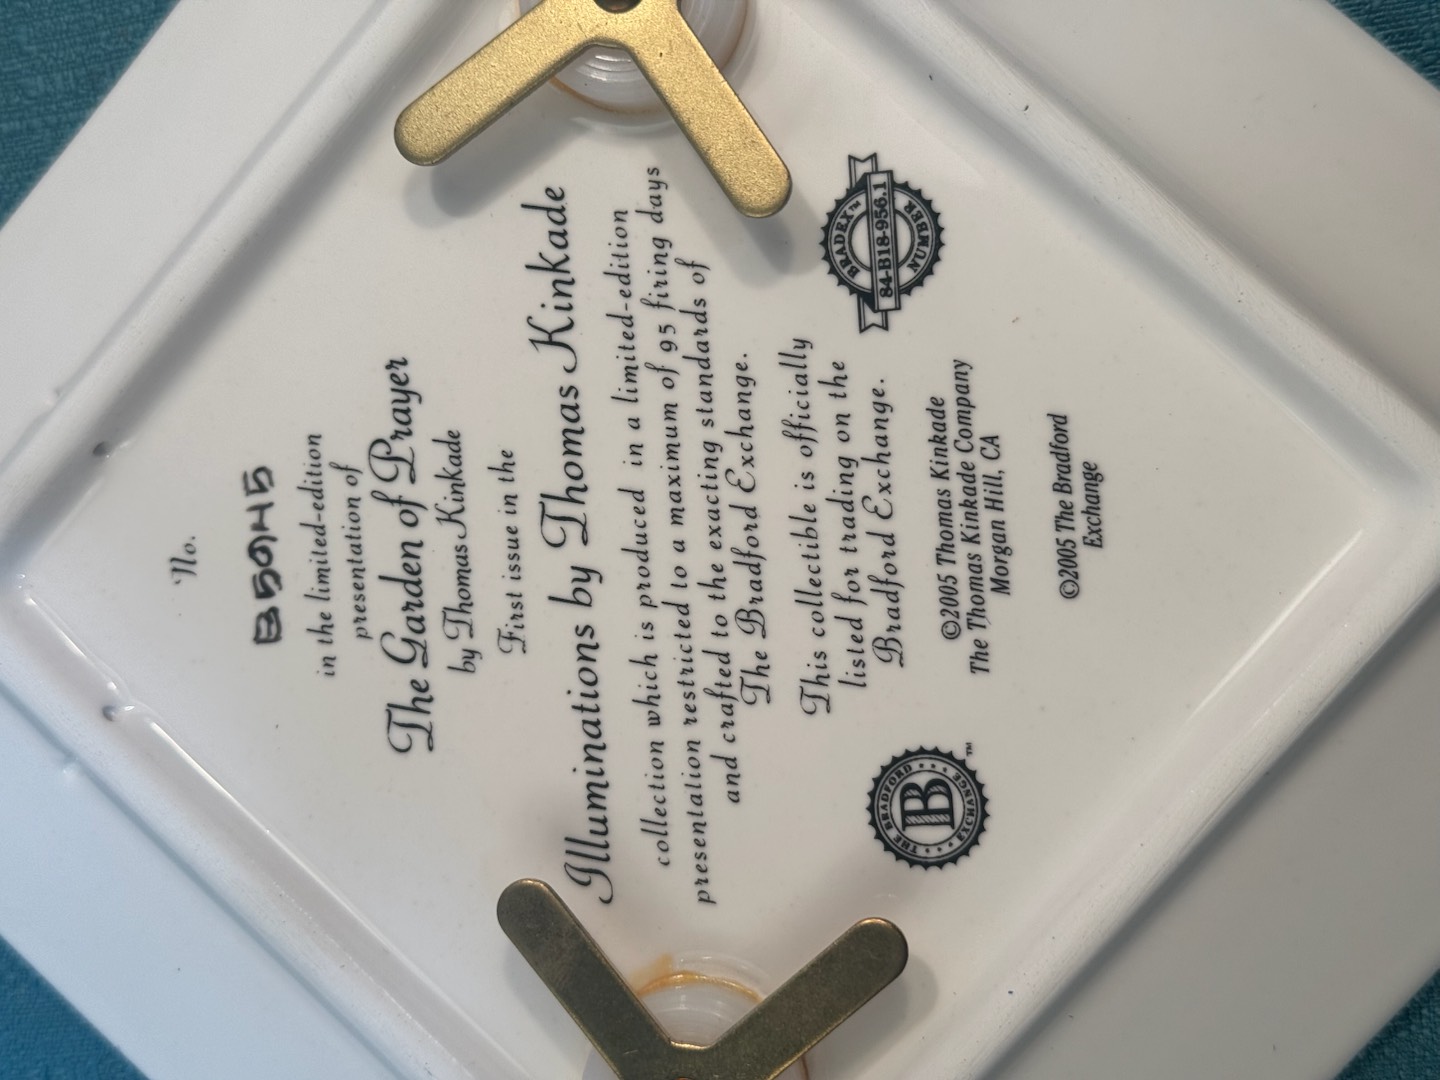 No.
B59H5
in the limited-edition
presentation of
The Garden of Prayer
by Thomas Kinkade
First issue in the
Illuminations by Thomas Kinkade
collection which is produced in a limited-edition
presentation restricted to a maximum of 95 firing days
and crafted to the exacting standards of
The Bradford Exchange.
This collectible is officially
listed for trading on the
Bradford Exchange.
THE BRADFORD EXCHANGE
B
™
BRADEX™
84-B18-956.1
NUMBER
©2005 Thomas Kinkade
The Thomas Kinkade Company
Morgan Hill, CA
©2005 The Bradford
Exchange